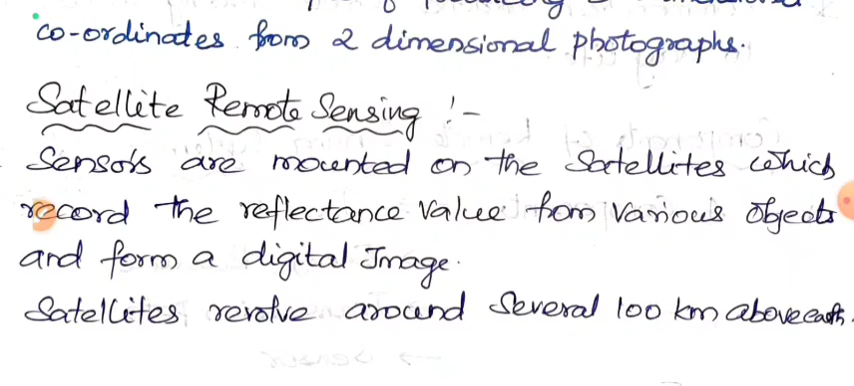 co-ordinates from 2 dimensional photographs.
Satellite Remote Sensing :-
Sensors are mounted on the Satellites which
record the reflectance value from various Objects
and form a digital Image.
Satellites revolve around Several 100 km above earth.